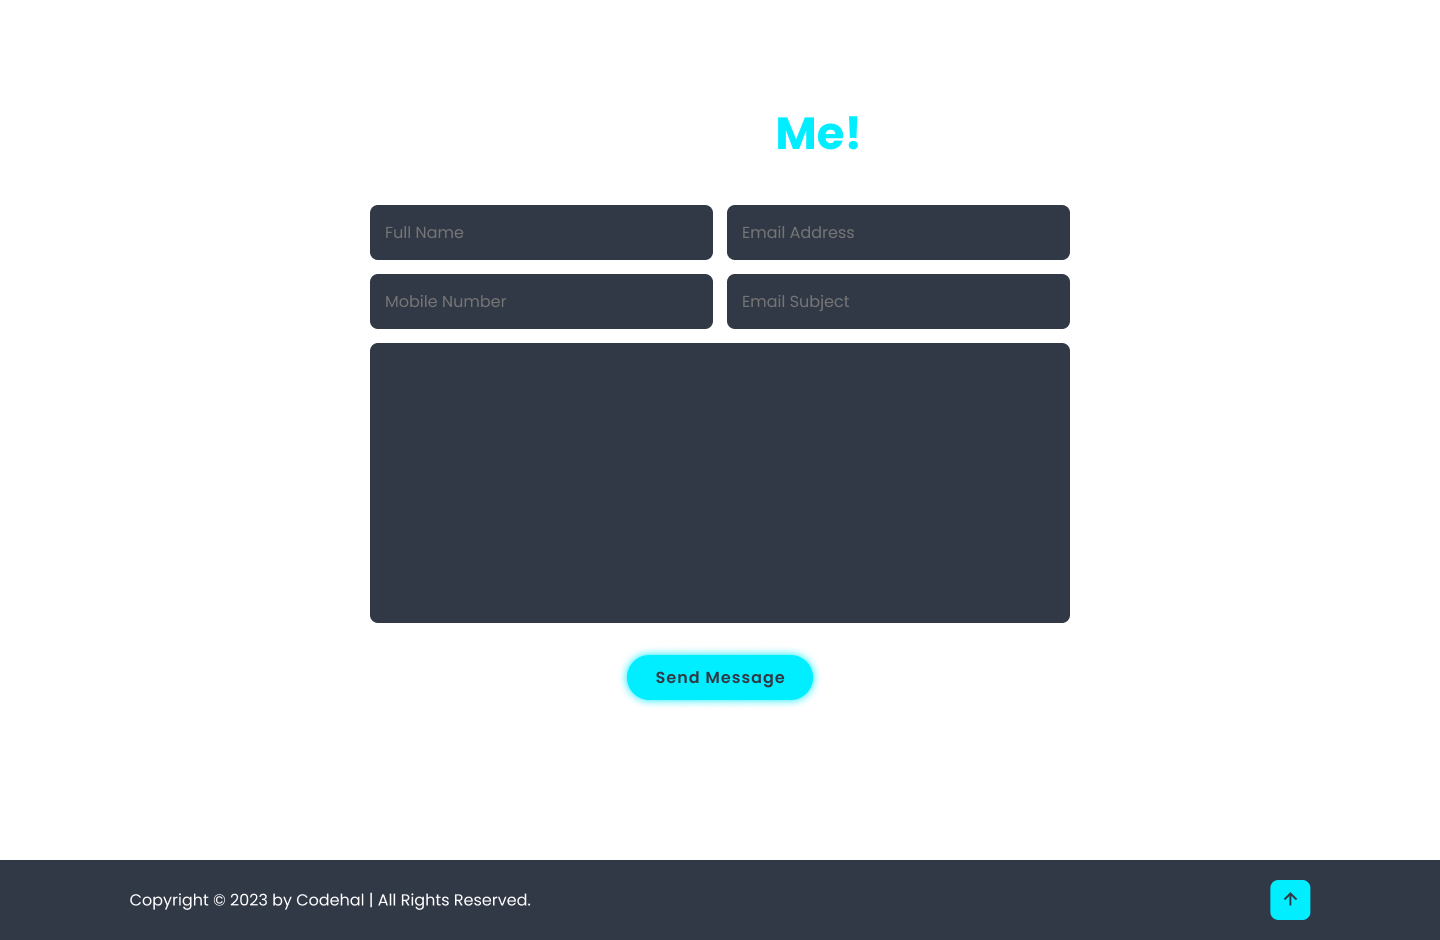 Me!
Full Name
Email Address
Mobile Number
Email Subject
Send Message
Copyright © 2023 by Codehal | All Rights Reserved.